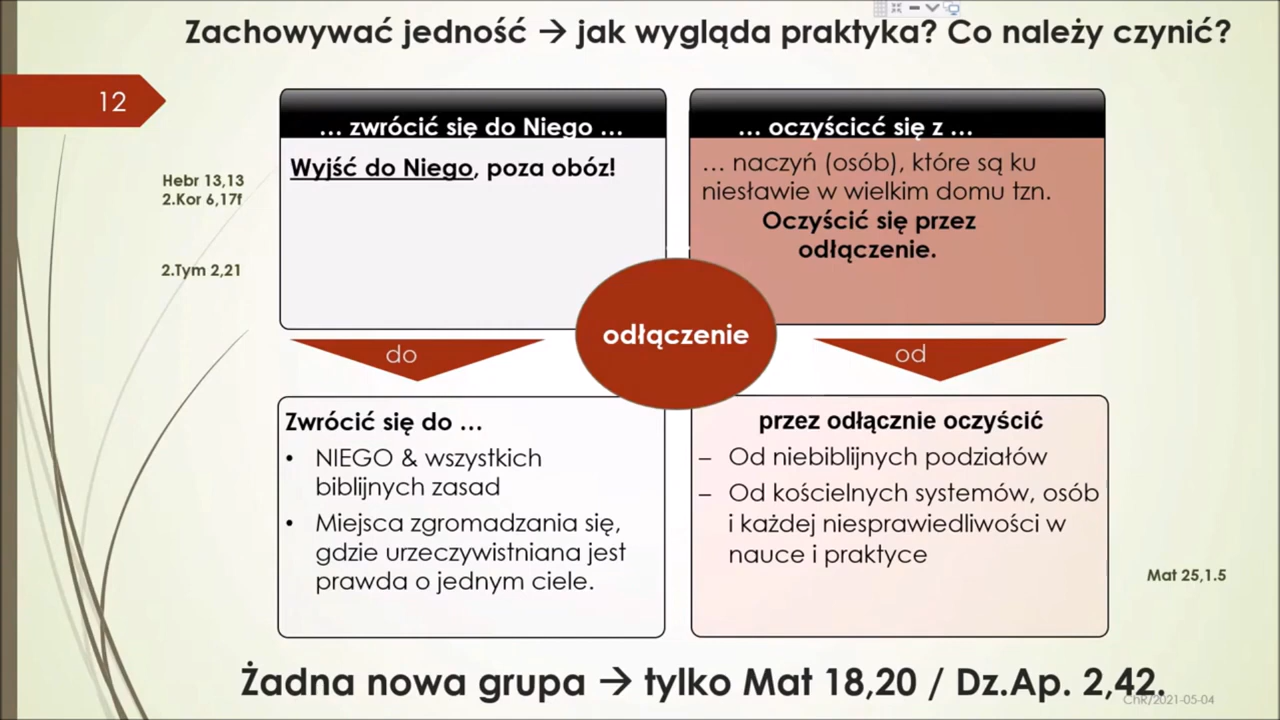 Zachowywać jedność → jak wygląda praktyka? Co należy czynić?
12
… zwrócić się do Niego …
Wyjść do Niego, poza obóz!
Hebr 13,13
2.Kor 6,17f
2.Tym 2,21
… oczyścicć się z …
… naczyń (osób), które są ku
niesławie w wielkim domu tzn.
Oczyścić się przez
odłączenie.
odłączenie
do
od
Zwrócić się do …
• NIEGO & wszystkich
biblijnych zasad
• Miejsca zgromadzania się,
gdzie urzeczywistniana jest
prawda o jednym ciele.
przez odłącznie oczyścić
– Od niebiblijnych podziałów
– Od kościelnych systemów, osób
i każdej niesprawiedliwości w
nauce i praktyce
Mat 25,1.5
Żadna nowa grupa → tylko Mat 18,20 / Dz.Ap. 2,42.
ChR/2021-05-04